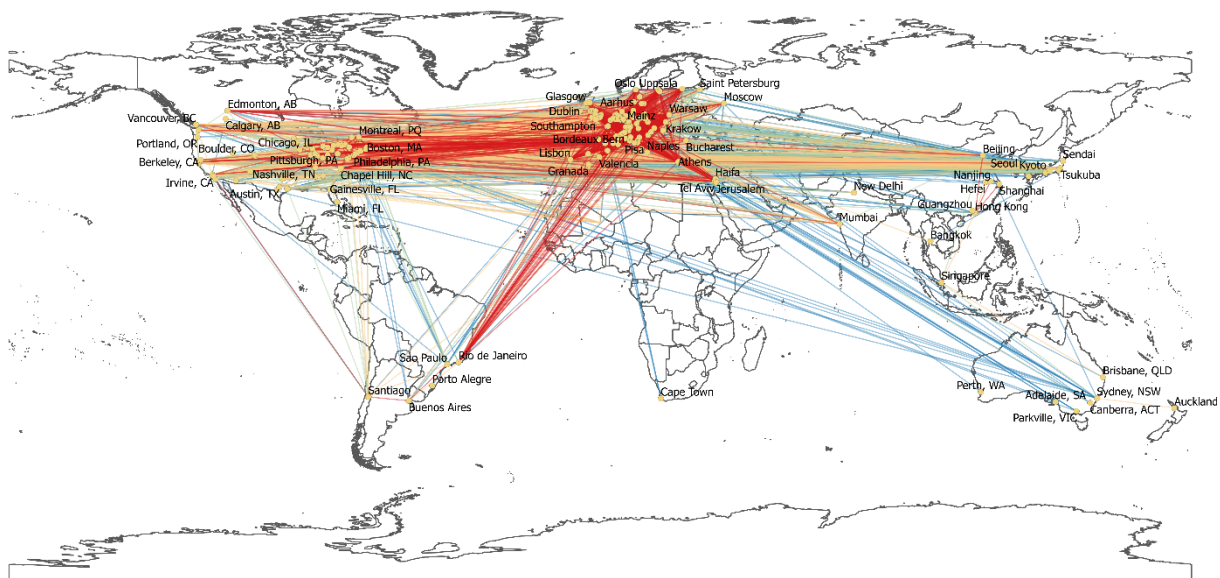 Oslo Uppsala
Saint Petersburg
Glasgow
Aarhus
Moscow
Edmonton, AB
Dublin
Mainz
Warsaw
Vancouver, BC
Calgary, AB
Montreal, PQ
Southampton
Krakow
Portland, OR
Boulder, CO
Chicago, IL
Boston, MA
Bordeaux
Bern
Naples
Bucharest
Pisa
Lisbon
Berkeley, CA
Pittsburgh, PA
Philadelphia, PA
Valencia
Athens
Beijing
Seoul
Kyoto
Sendai
Granada
Nashville, TN
Chapel Hill, NC
Haifa
Nanjing
Tsukuba
Irvine, CA
Austin, TX
Gainesville, FL
Tel Aviv
Jerusalem
New Delhi
Hefei
Shanghai
Miami, FL
Guangzhou
Hong Kong
Mumbai
Bangkok
Singapore
Sao Paulo
Rio de Janeiro
Porto Alegre
Santiago
Buenos Aires
Cape Town
Perth, WA
Brisbane, QLD
Adelaide, SA
Sydney, NSW
Auckland
Parkville, VIC
Canberra, ACT